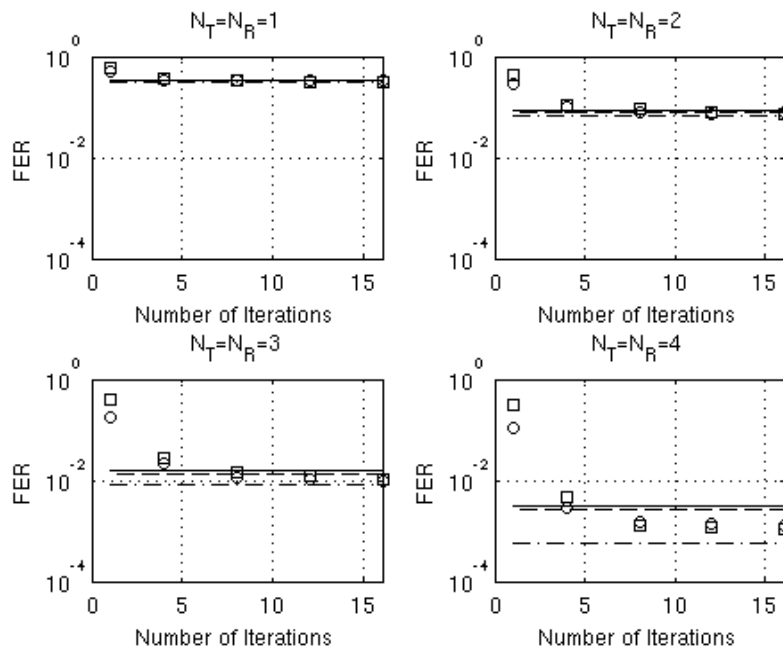 N_T=N_R=1
10^0
10^-2
10^-4
FER
0 5 10 15
Number of Iterations
N_T=N_R=2
10^0
10^-2
10^-4
FER
0 5 10 15
Number of Iterations
N_T=N_R=3
10^0
10^-2
10^-4
FER
0 5 10 15
Number of Iterations
N_T=N_R=4
10^0
10^-2
10^-4
FER
0 5 10 15
Number of Iterations